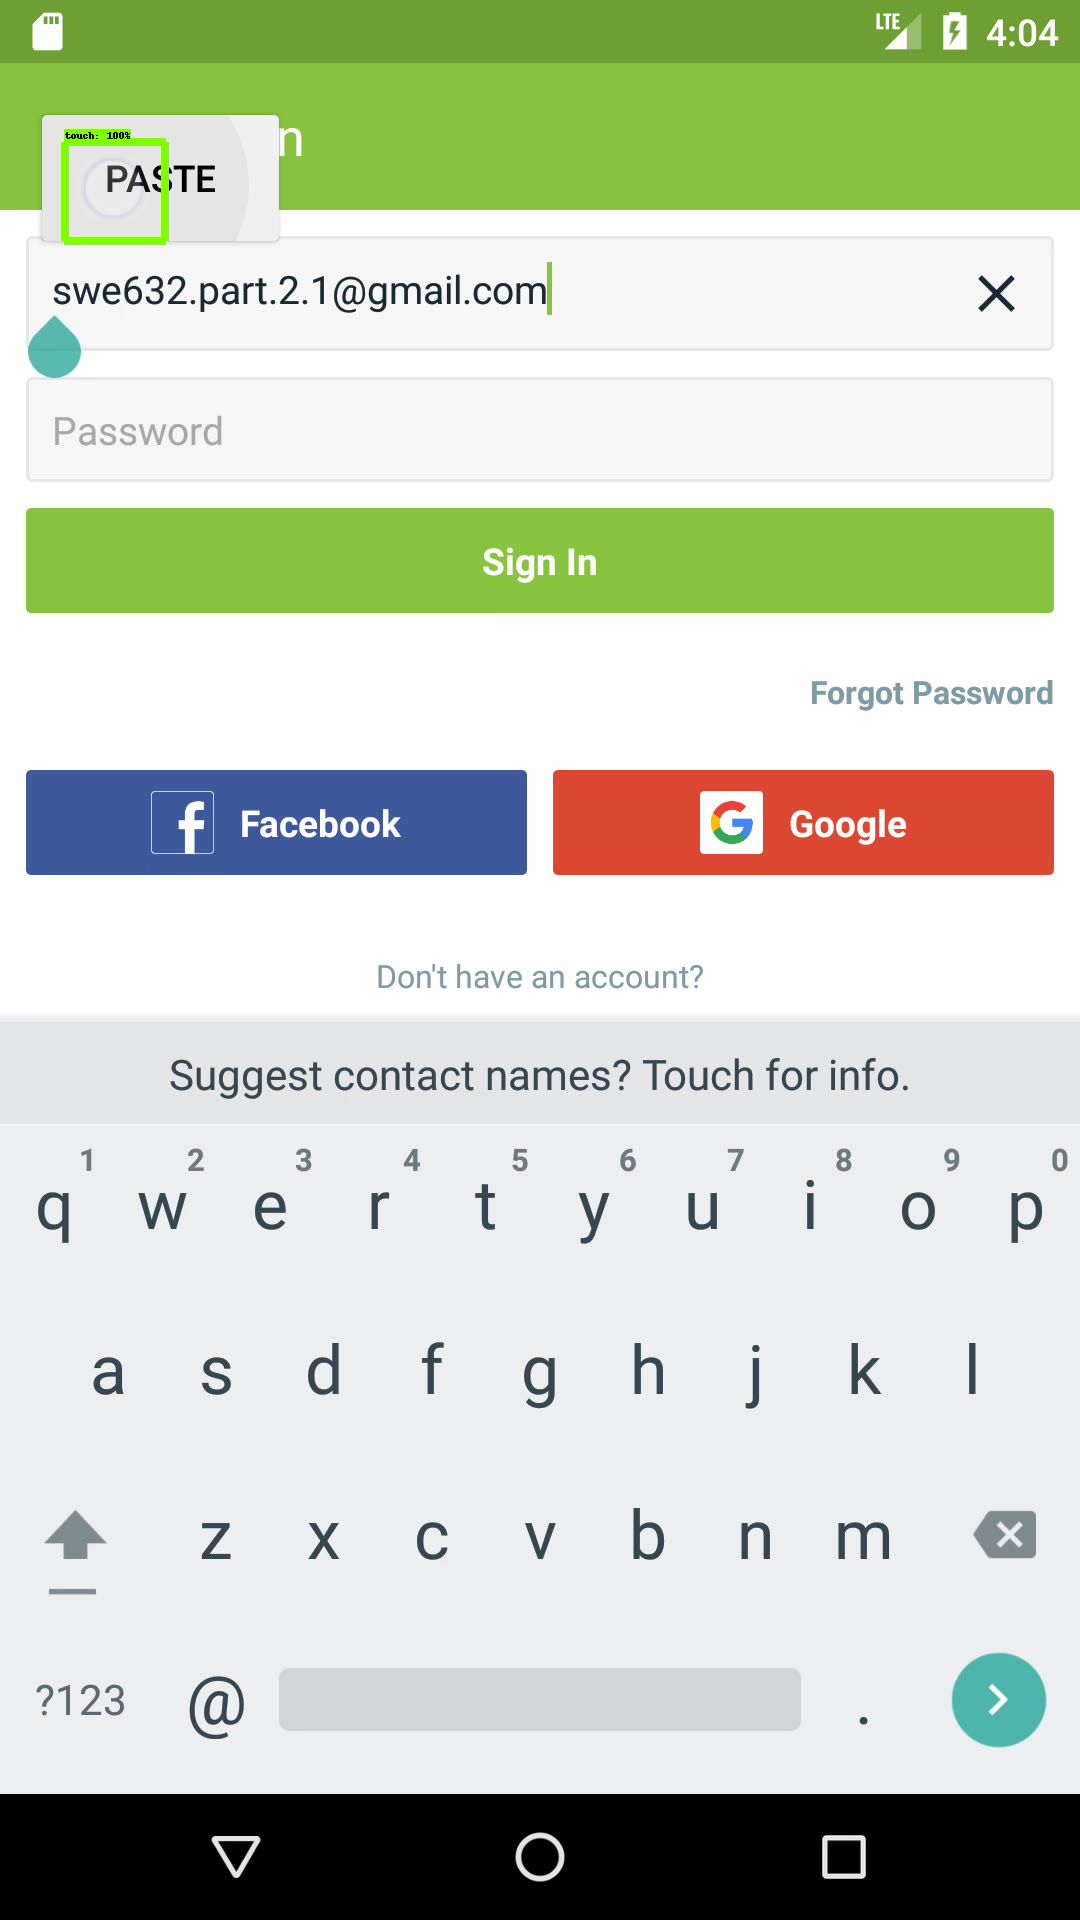 LTE 4:04
n
touch: 100%
PASTE
swe632.part.2.1@gmail.com
Password
Sign In
Forgot Password
f Facebook G Google
Don't have an account?
Suggest contact names? Touch for info.
1 2 3 4 5 6 7 8 9 0
q w e r t y u i o p
a s d f g h j k l
z x c v b n m
?123 @ .